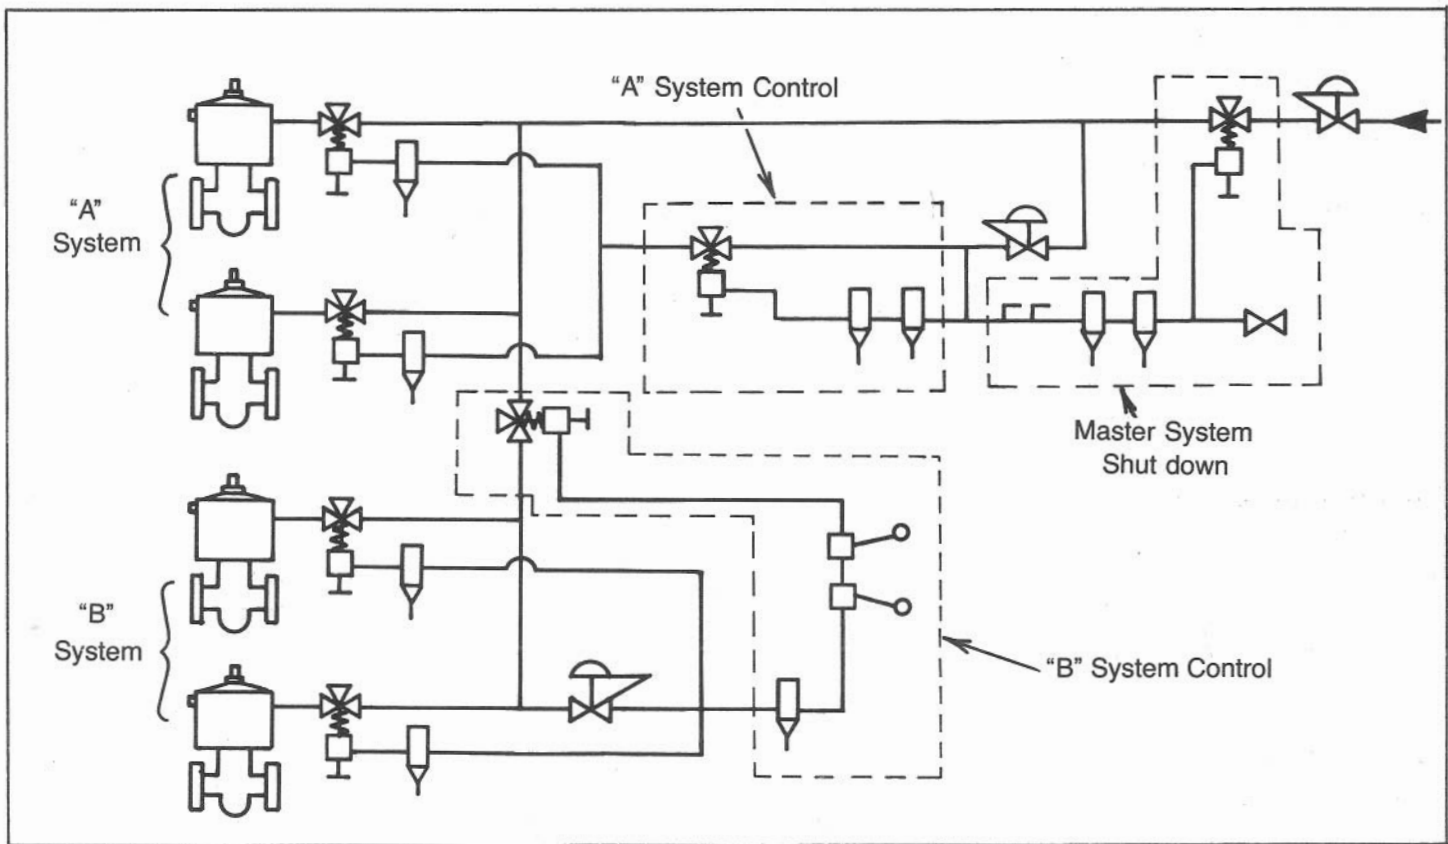 “A” System Control
“A”
System
Master System
Shut down
“B”
System
“B” System Control